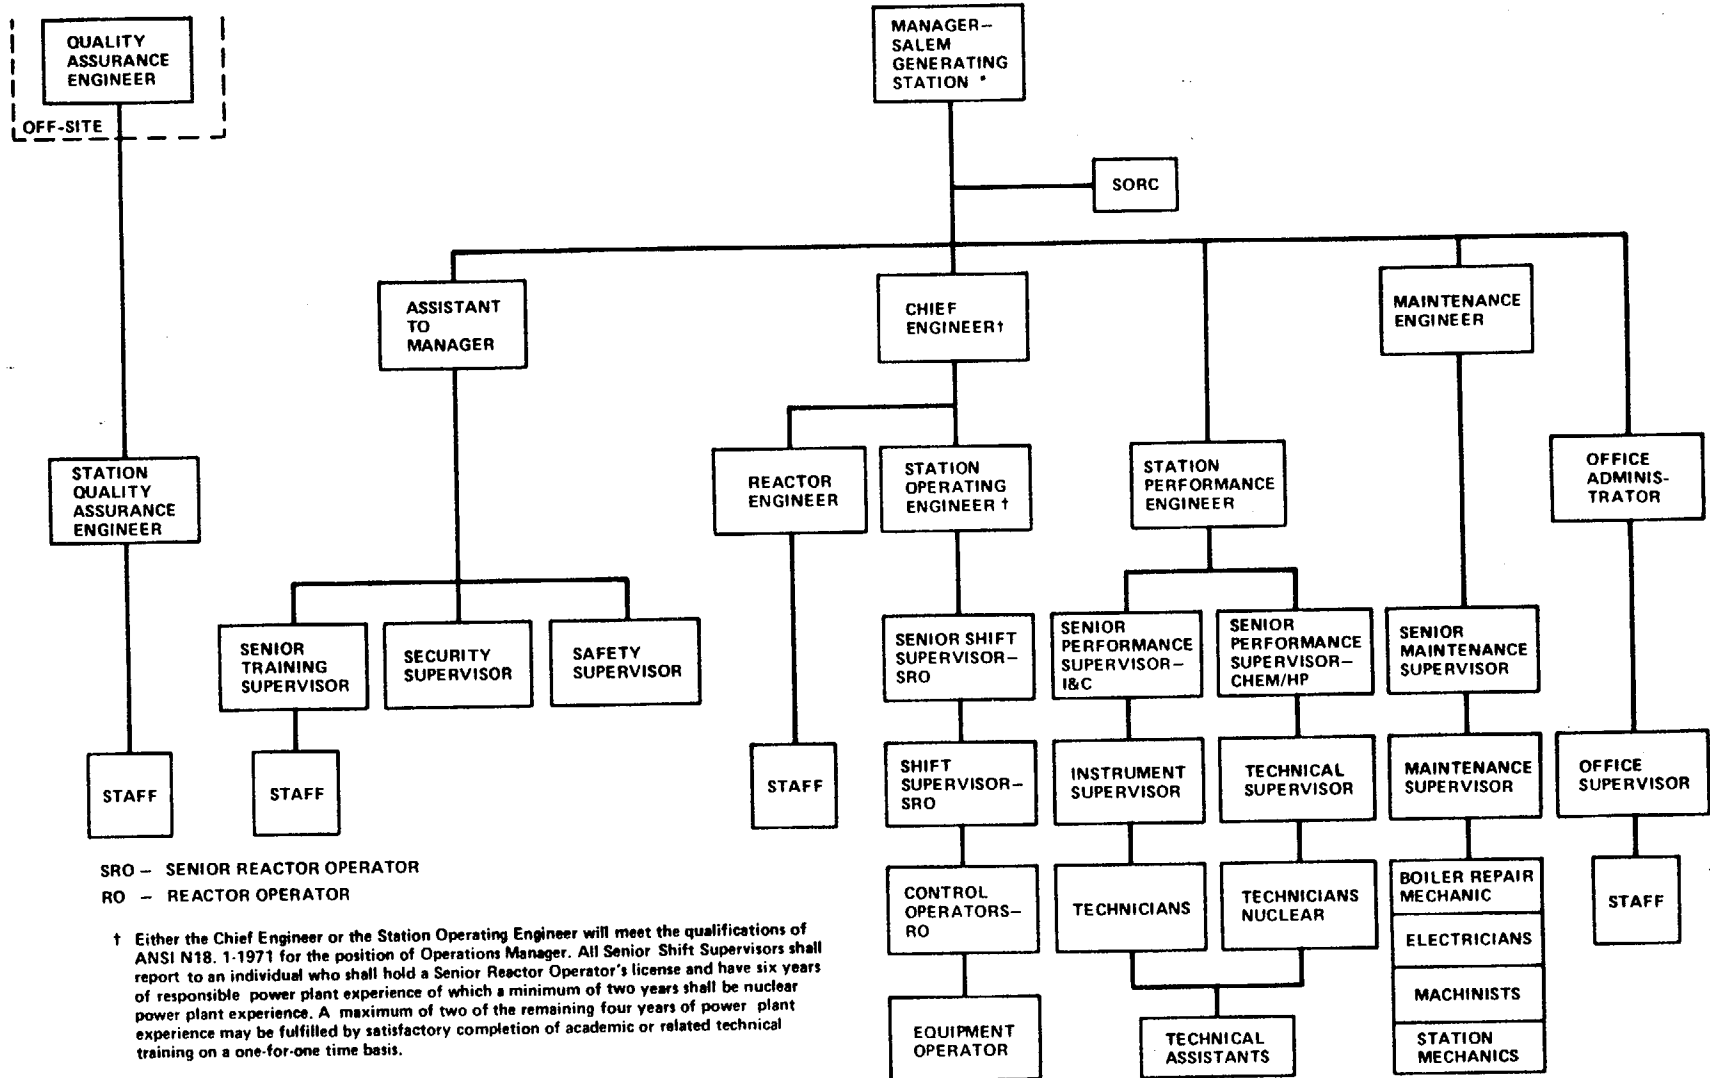 QUALITY
ASSURANCE
ENGINEER
OFF-SITE
MANAGER–
SALEM
GENERATING
STATION *
SORC
ASSISTANT
TO
MANAGER
CHIEF
ENGINEER†
MAINTENANCE
ENGINEER
STATION
QUALITY
ASSURANCE
ENGINEER
REACTOR
ENGINEER
STATION
OPERATING
ENGINEER †
STATION
PERFORMANCE
ENGINEER
OFFICE
ADMINIS-
TRATOR
SENIOR
TRAINING
SUPERVISOR
SECURITY
SUPERVISOR
SAFETY
SUPERVISOR
SENIOR SHIFT
SUPERVISOR–
SRO
SENIOR
PERFORMANCE
SUPERVISOR–
I&C
SENIOR
PERFORMANCE
SUPERVISOR–
CHEM/HP
SENIOR
MAINTENANCE
SUPERVISOR
STAFF
STAFF
STAFF
SHIFT
SUPERVISOR–
SRO
INSTRUMENT
SUPERVISOR
TECHNICAL
SUPERVISOR
MAINTENANCE
SUPERVISOR
OFFICE
SUPERVISOR
CONTROL
OPERATORS–
RO
TECHNICIANS
TECHNICIANS
NUCLEAR
BOILER REPAIR
MECHANIC
ELECTRICIANS
MACHINISTS
STATION
MECHANICS
STAFF
EQUIPMENT
OPERATOR
TECHNICAL
ASSISTANTS
SRO – SENIOR REACTOR OPERATOR
RO – REACTOR OPERATOR
† Either the Chief Engineer or the Station Operating Engineer will meet the qualifications of
ANSI N18. 1-1971 for the position of Operations Manager. All Senior Shift Supervisors shall
report to an individual who shall hold a Senior Reactor Operator's license and have six years
of responsible power plant experience of which a minimum of two years shall be nuclear
power plant experience. A maximum of two of the remaining four years of power plant
experience may be fulfilled by satisfactory completion of academic or related technical
training on a one-for-one time basis.